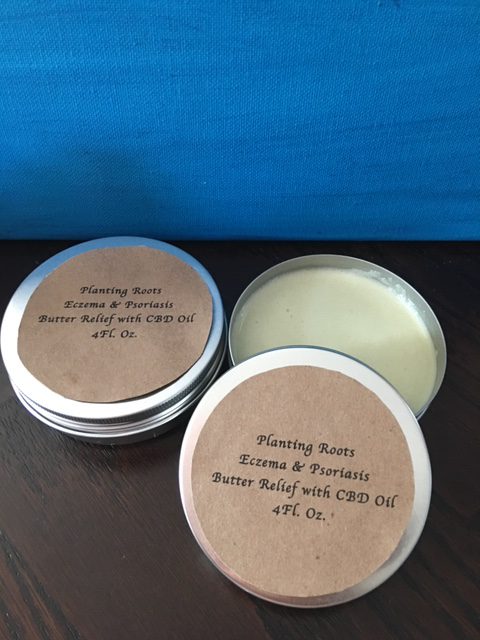 Planting Roots
Eczema & Psoriasis
Butter Relief with CBD Oil
4Fl. Oz.
Planting Roots
Eczema & Psoriasis
Butter Relief with CBD Oil
4Fl. Oz.